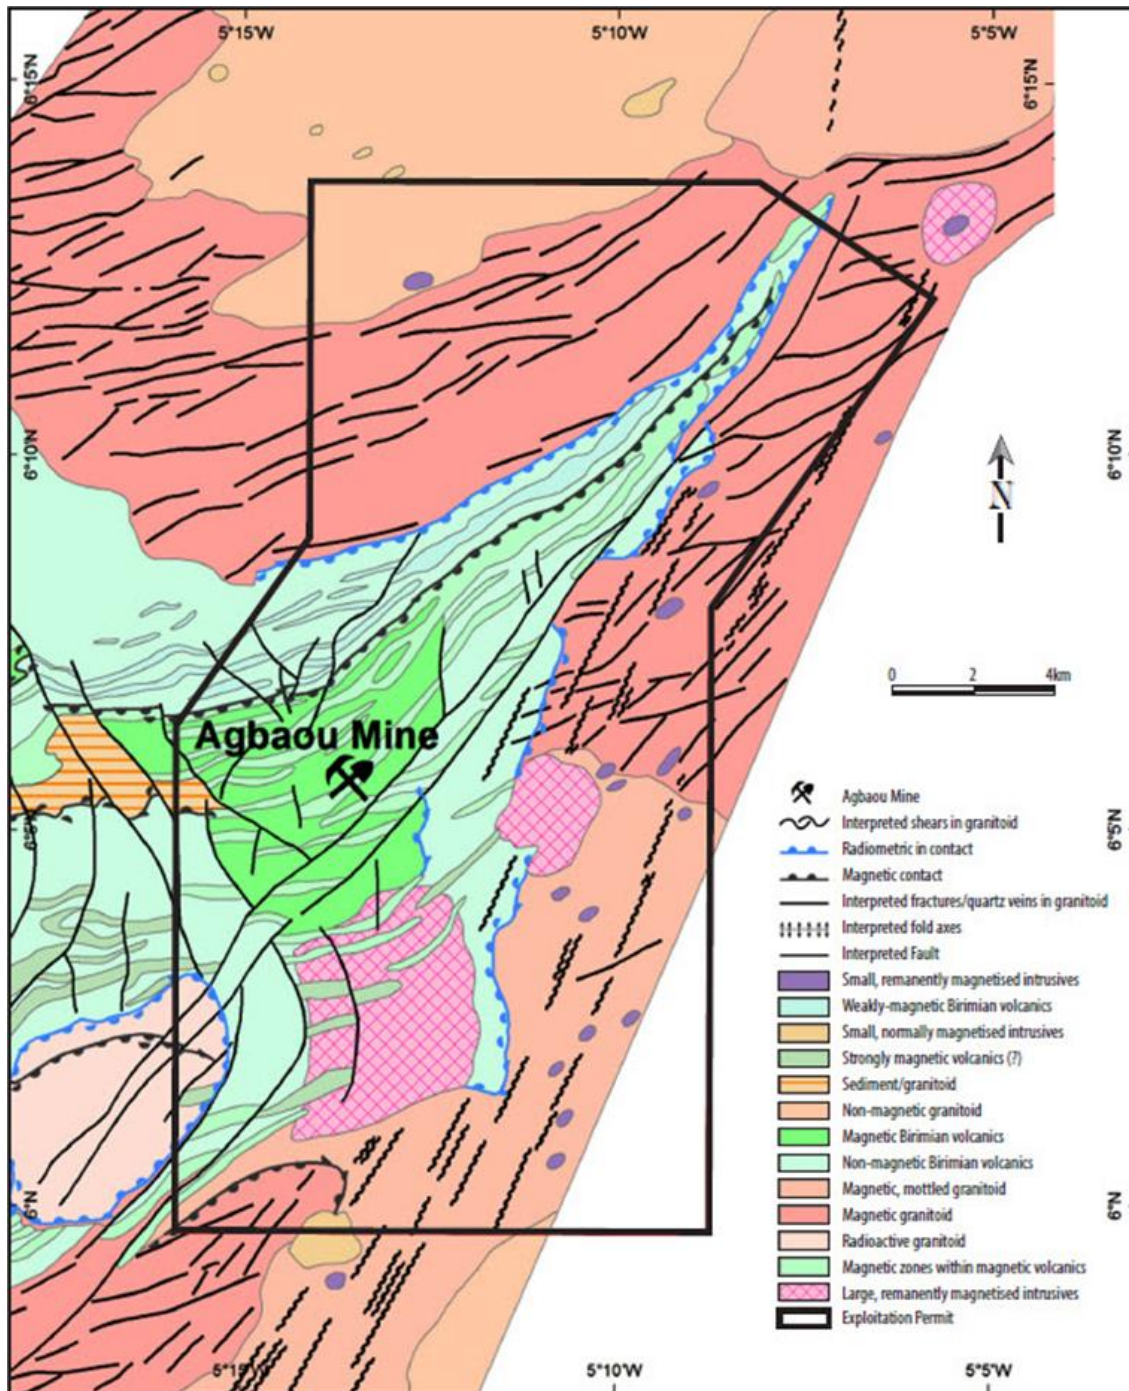 5°15'W 5°10'W 5°5'W
6°15'N 6°15'N
6°10'N 6°10'N
N
0 2 4km
Agbaou Mine
6°5'N 6°5'N
Agbaou Mine
Interpreted shears in granitoid
Radiometric in contact
Magnetic contact
Interpreted fractures/quartz veins in granitoid
Interpreted fold axes
Interpreted Fault
Small, remanently magnetised intrusives
Weakly-magnetic Birimian volcanics
Small, normally magnetised intrusives
Strongly magnetic volcanics (?)
Sediment/granitoid
Non-magnetic granitoid
Magnetic Birimian volcanics
Non-magnetic Birimian volcanics
Magnetic, mottled granitoid
Magnetic granitoid
Radioactive granitoid
Magnetic zones within magnetic volcanics
Large, remanently magnetised intrusives
Exploitation Permit
6°N 6°N
5°15'W 5°10'W 5°5'W